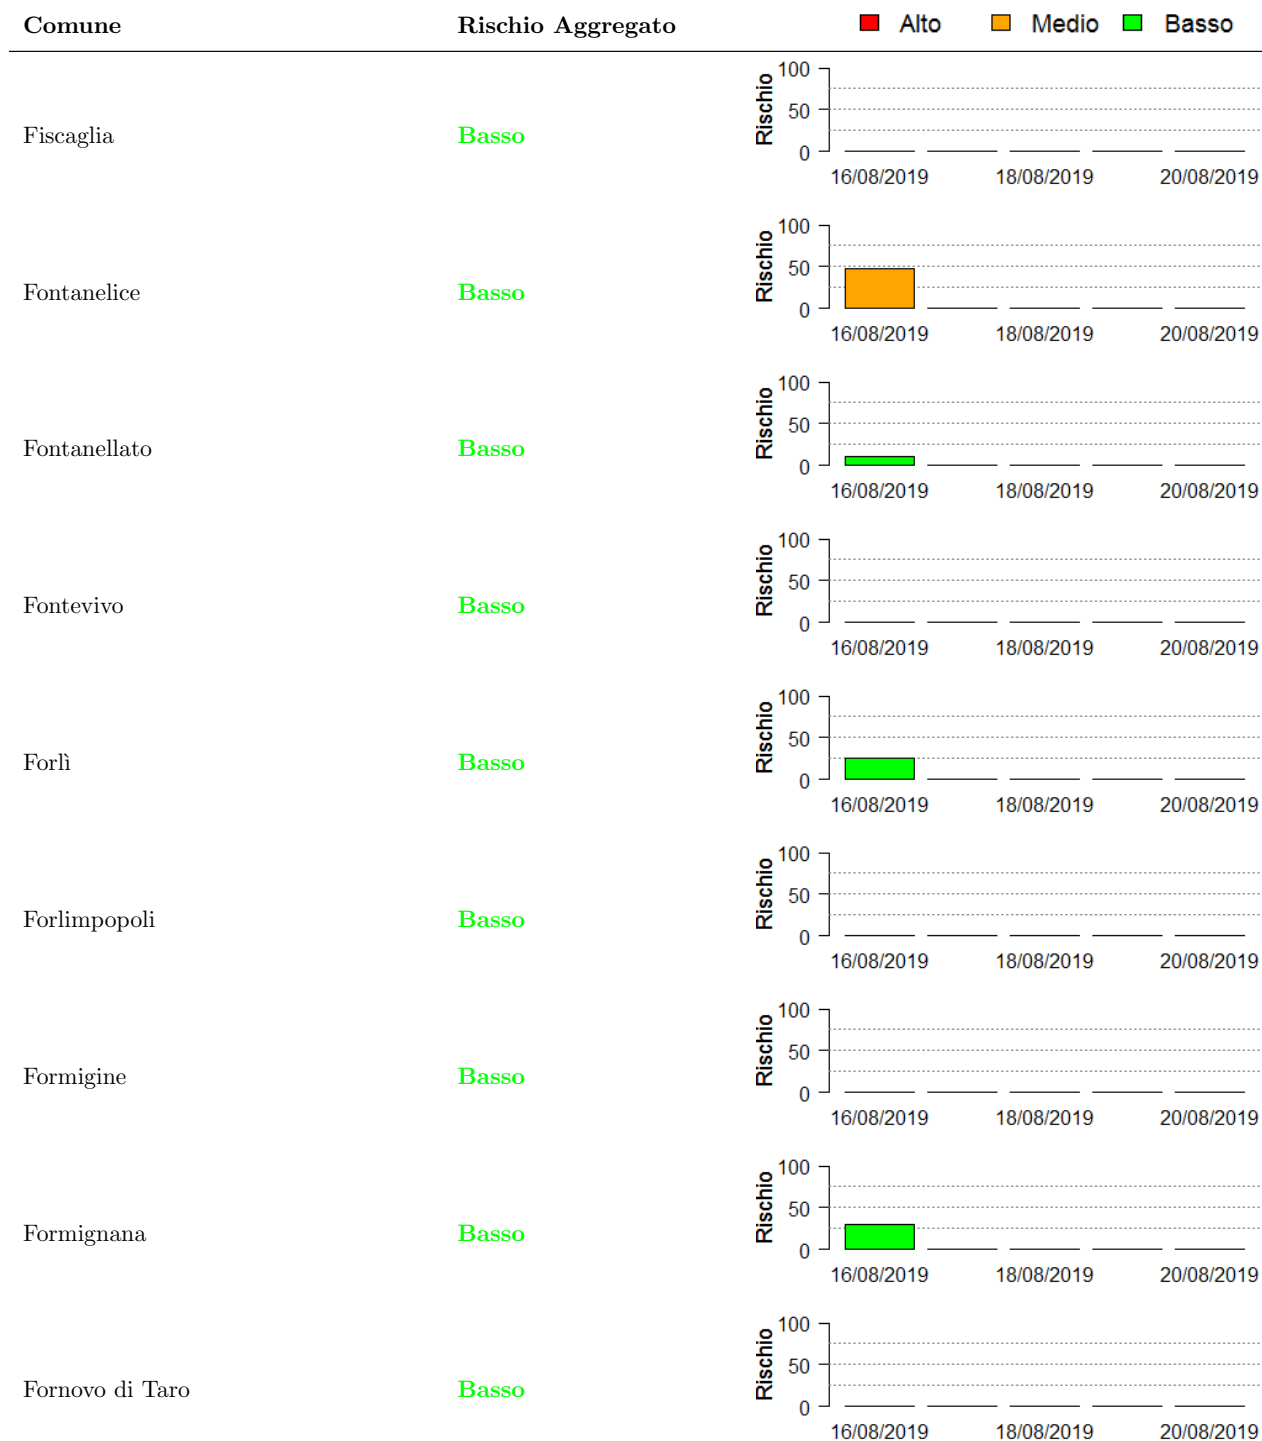 Comune Rischio Aggregato Alto Medio Basso
Rischio
100
50
0
Fiscaglia Basso
16/08/2019 18/08/2019 20/08/2019
Rischio
100
50
0
Fontanelice Basso
16/08/2019 18/08/2019 20/08/2019
Rischio
100
50
0
Fontanellato Basso
16/08/2019 18/08/2019 20/08/2019
Rischio
100
50
0
Fontevivo Basso
16/08/2019 18/08/2019 20/08/2019
Rischio
100
50
0
Forlì Basso
16/08/2019 18/08/2019 20/08/2019
Rischio
100
50
0
Forlimpopoli Basso
16/08/2019 18/08/2019 20/08/2019
Rischio
100
50
0
Formigine Basso
16/08/2019 18/08/2019 20/08/2019
Rischio
100
50
0
Formignana Basso
16/08/2019 18/08/2019 20/08/2019
Rischio
100
50
0
Fornovo di Taro Basso
16/08/2019 18/08/2019 20/08/2019